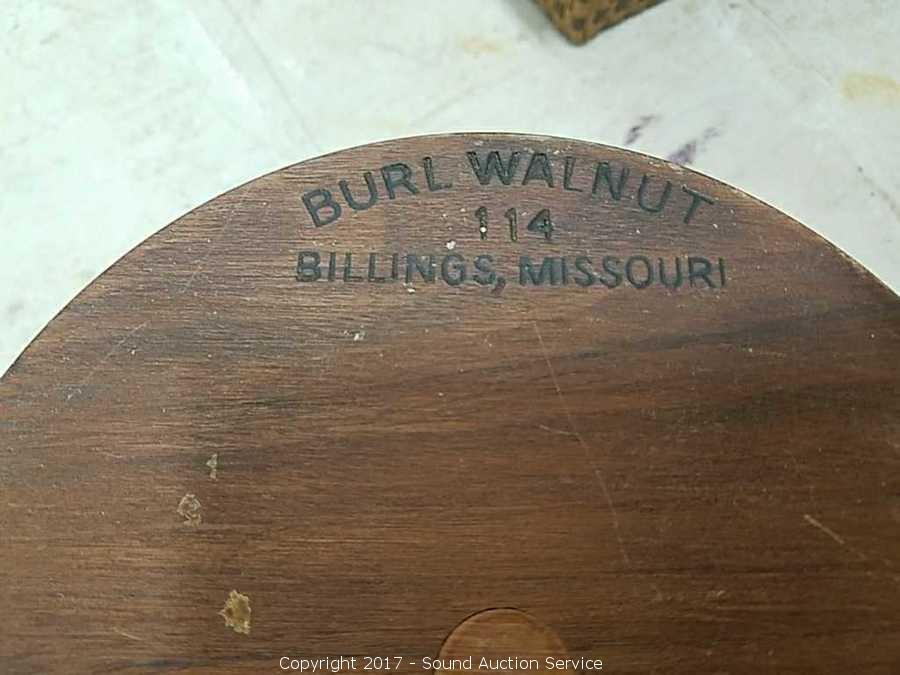 BURL WALNUT
114
BILLINGS, MISSOURI
Copyright 2017 - Sound Auction Service